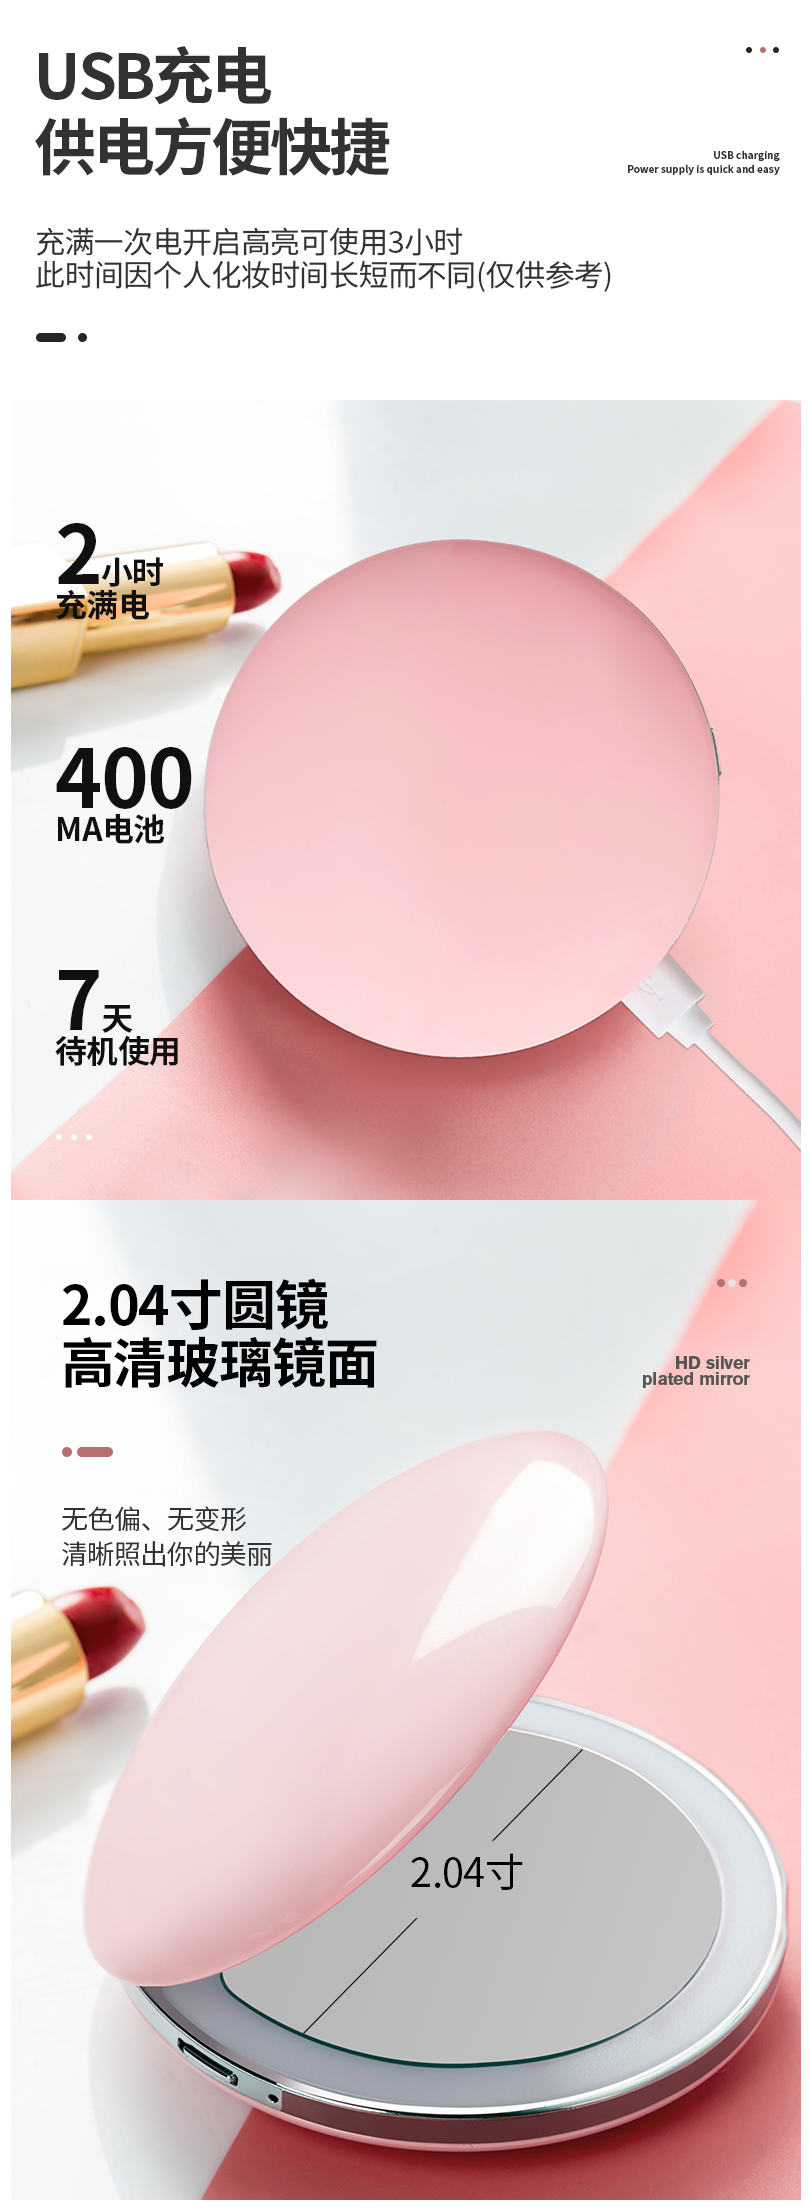 USB充电
供电方便快捷
USB charging
Power supply is quick and easy
充满一次电开启高亮可使用3小时
此时间因个人化妆时间长短而不同(仅供参考)
2小时
充满电
400
MA电池
7天
待机使用
2.04寸圆镜
高清玻璃镜面
HD silver
plated mirror
无色偏、无变形
清晰照出你的美丽
2.04寸